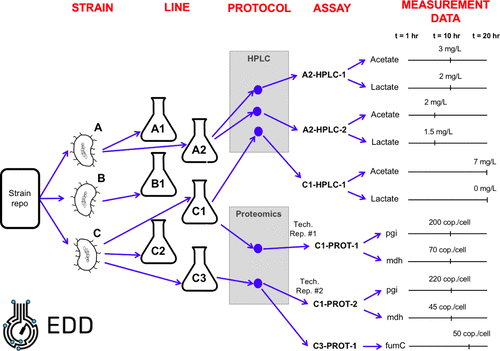 STRAIN LINE PROTOCOL ASSAY MEASUREMENT DATA
t = 1 hr t = 10 hr t = 20 hr
HPLC
Acetate 3 mg/L
A2-HPLC-1
Lactate 2 mg/L
A
A1
A2
Acetate 2 mg/L
A2-HPLC-2
Lactate 1.5 mg/L
Strain repo
B
B1
Acetate 7 mg/L
C1-HPLC-1
Lactate 0 mg/L
C
C1
Proteomics
Tech. Rep. #1
pgi 200 cop./cell
C1-PROT-1
mdh 70 cop./cell
C2
C3
Tech. Rep. #2
pgi 220 cop./cell
C1-PROT-2
mdh 45 cop./cell
C3-PROT-1 fumC 50 cop./cell
EDD